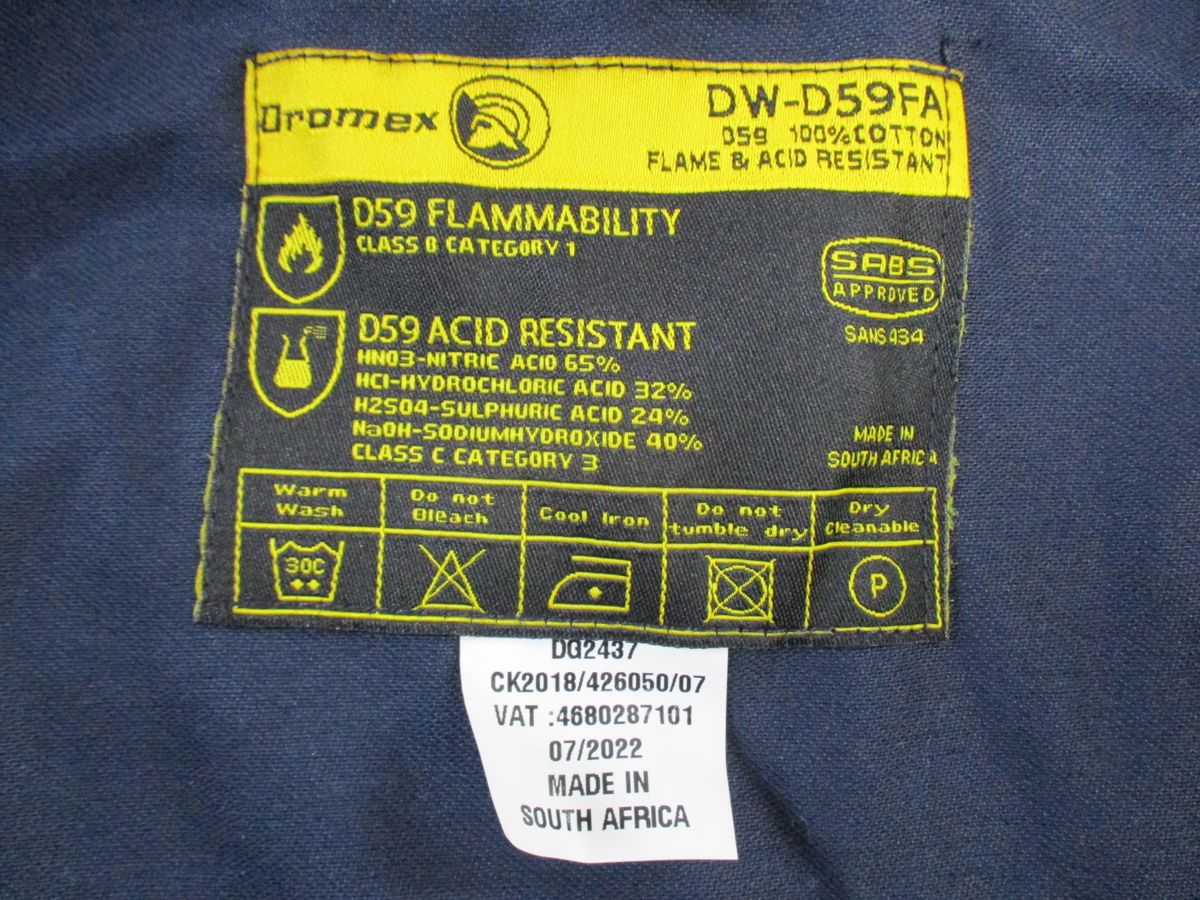 Dromex
DW-D59FA
D59 100% COTTON
FLAME & ACID RESISTANT
D59 FLAMMABILITY
CLASS B CATEGORY 1
SABS
APPROVED
SANS434
D59 ACID RESISTANT
HNO3-NITRIC ACID 65%
HCl-HYDROCHLORIC ACID 32%
H2SO4-SULPHURIC ACID 24%
NaOH-SODIUMHYDROXIDE 40%
CLASS C CATEGORY 3
MADE IN
SOUTH AFRICA
Warm
Wash
Do not
Bleach
Cool Iron
Do not
tumble dry
Dry
Cleanable
30C
P
DG2437
CK2018/426050/07
VAT :4680287101
07/2022
MADE IN
SOUTH AFRICA